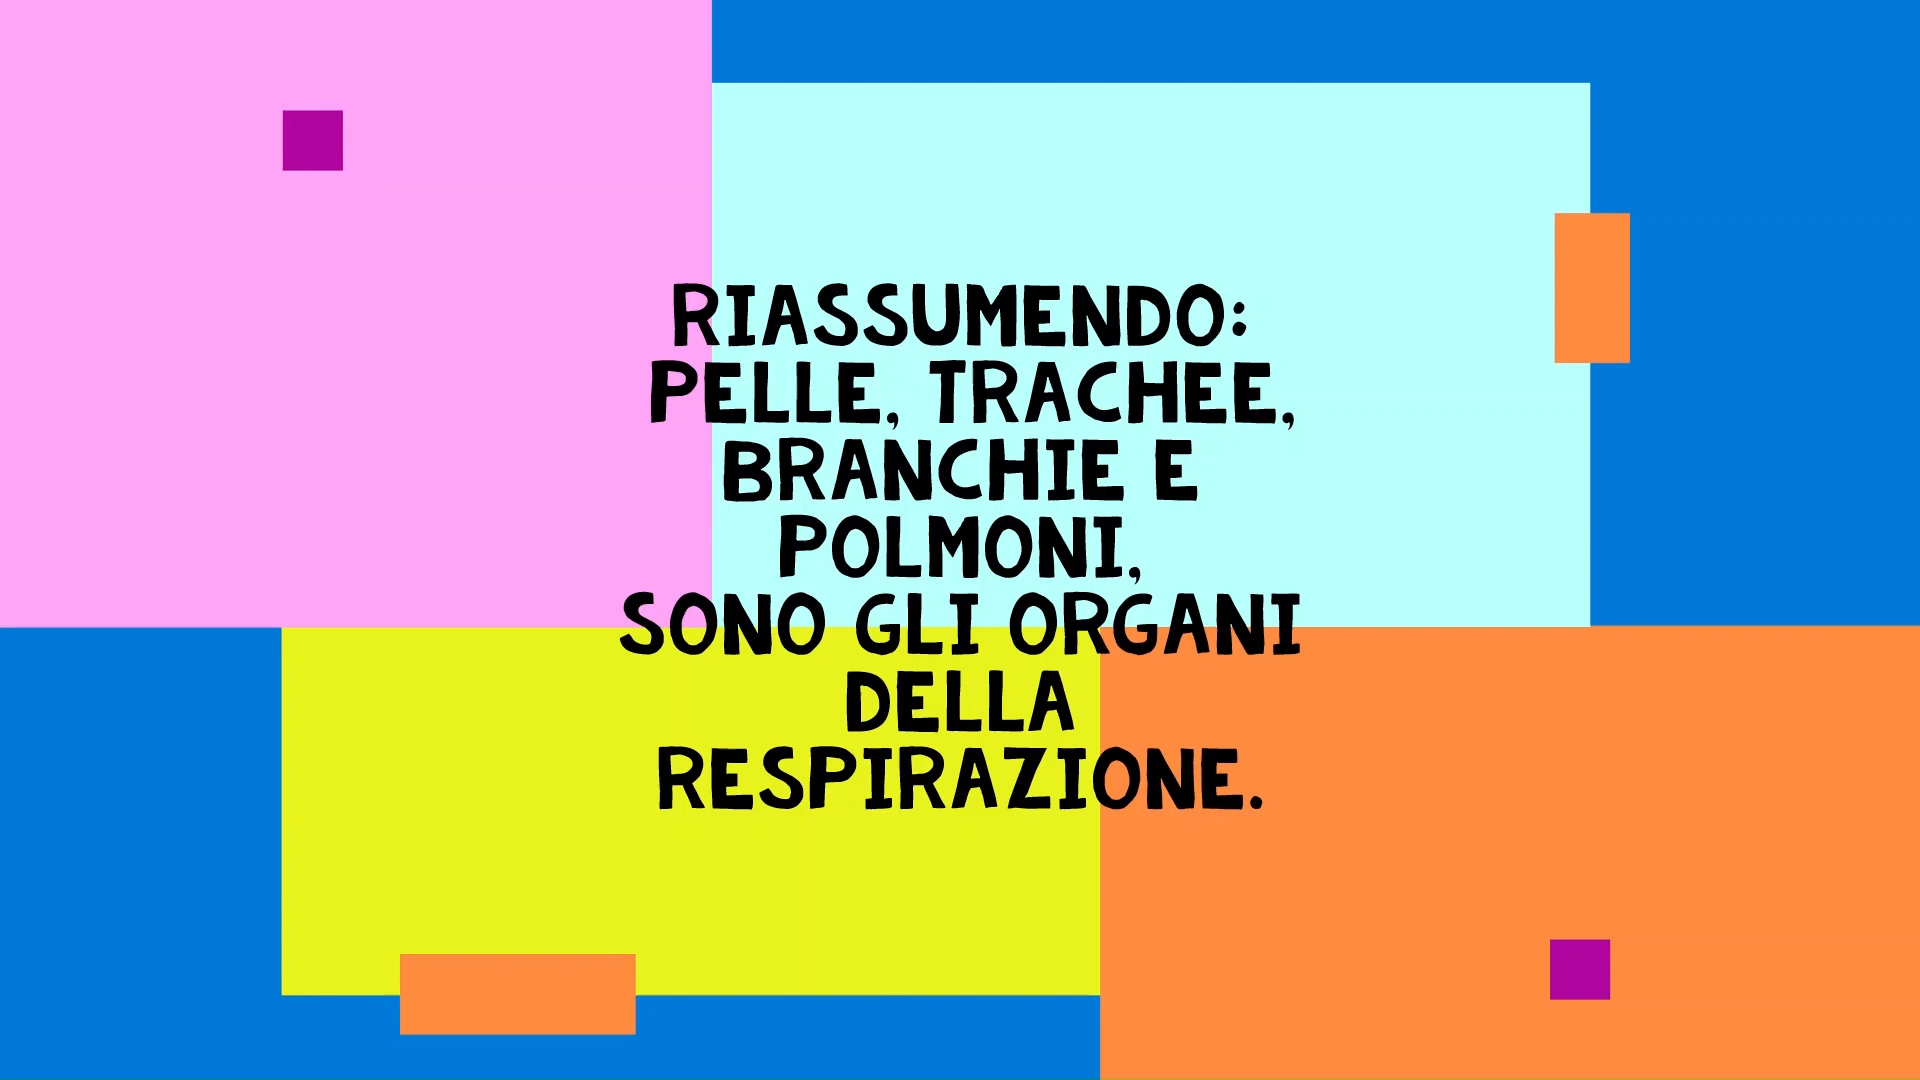 RIASSUMENDO:
PELLE, TRACHEE,
BRANCHIE E
POLMONI,
SONO GLI ORGANI
DELLA
RESPIRAZIONE.